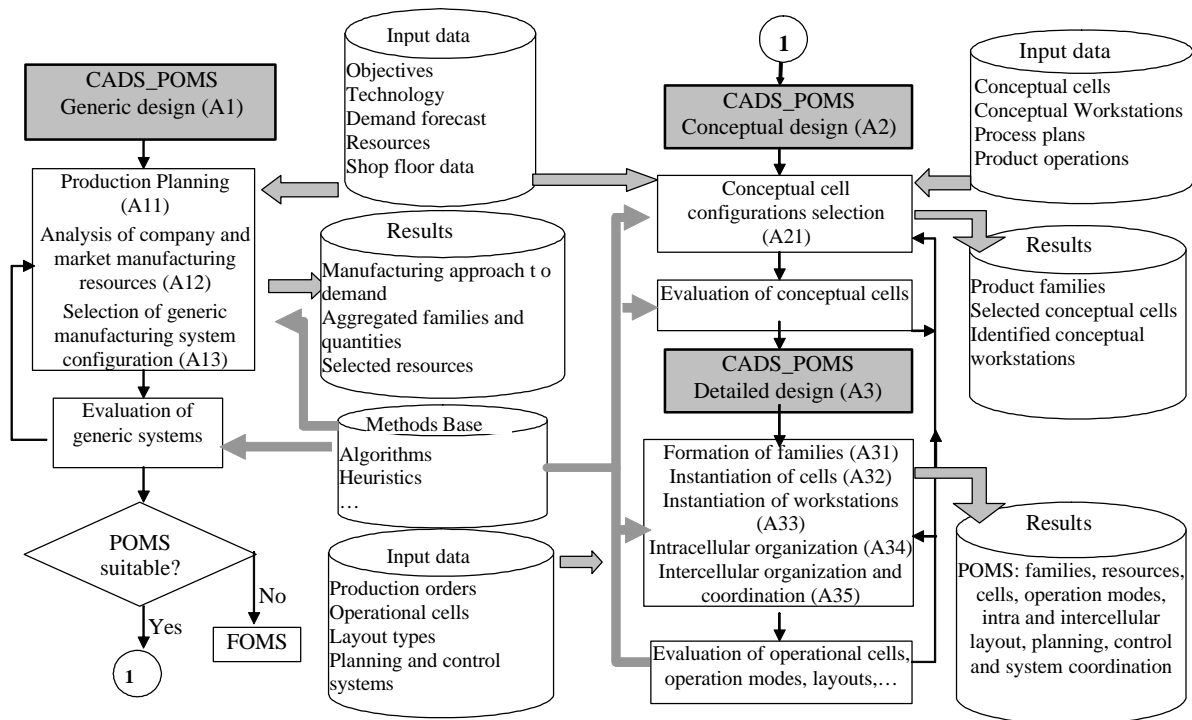 CADS_POMS
Generic design (A1)
Production Planning
(A11)
Analysis of company and
market manufacturing
resources (A12)
Selection of generic
manufacturing system
configuration (A13)
Evaluation of
generic systems
POMS
suitable?
No
Yes
FOMS
1
Input data
Objectives
Technology
Demand forecast
Resources
Shop floor data
Results
Manufacturing approach t o
demand
Aggregated families and
quantities
Selected resources
Methods Base
Algorithms
Heuristics
…
Input data
Production orders
Operational cells
Layout types
Planning and control
systems
1
CADS_POMS
Conceptual design (A2)
Conceptual cell
configurations selection
(A21)
Evaluation of conceptual cells
CADS_POMS
Detailed design (A3)
Formation of families (A31)
Instantiation of cells (A32)
Instantiation of workstations
(A33)
Intracellular organization (A34)
Intercellular organization and
coordination (A35)
Evaluation of operational cells,
operation modes, layouts,…
Input data
Conceptual cells
Conceptual Workstations
Process plans
Product operations
Results
Product families
Selected conceptual cells
Identified conceptual
workstations
Results
POMS: families, resources,
cells, operation modes,
intra and intercellular
layout, planning, control
and system coordination